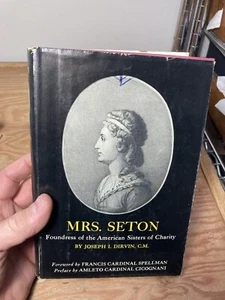 MRS. SETON
Foundress of the American Sisters of Charity
BY JOSEPH I. DIRVIN, C.M.
Foreword by FRANCIS CARDINAL SPELLMAN
Preface by AMLETO CARDINAL CICOGNANI